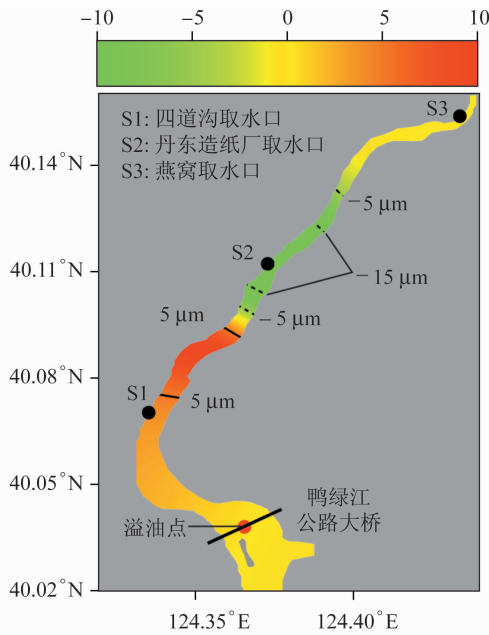 -10
-5
0
5
10
S1: 四道沟取水口
S2: 丹东造纸厂取水口
S3: 燕窝取水口
S3
40.14°N
－5 μm
S2
40.11°N
－15 μm
5 μm
－5 μm
40.08°N
S1
5 μm
40.05°N
鸭绿江
公路大桥
溢油点
40.02°N
124.35°E
124.40°E